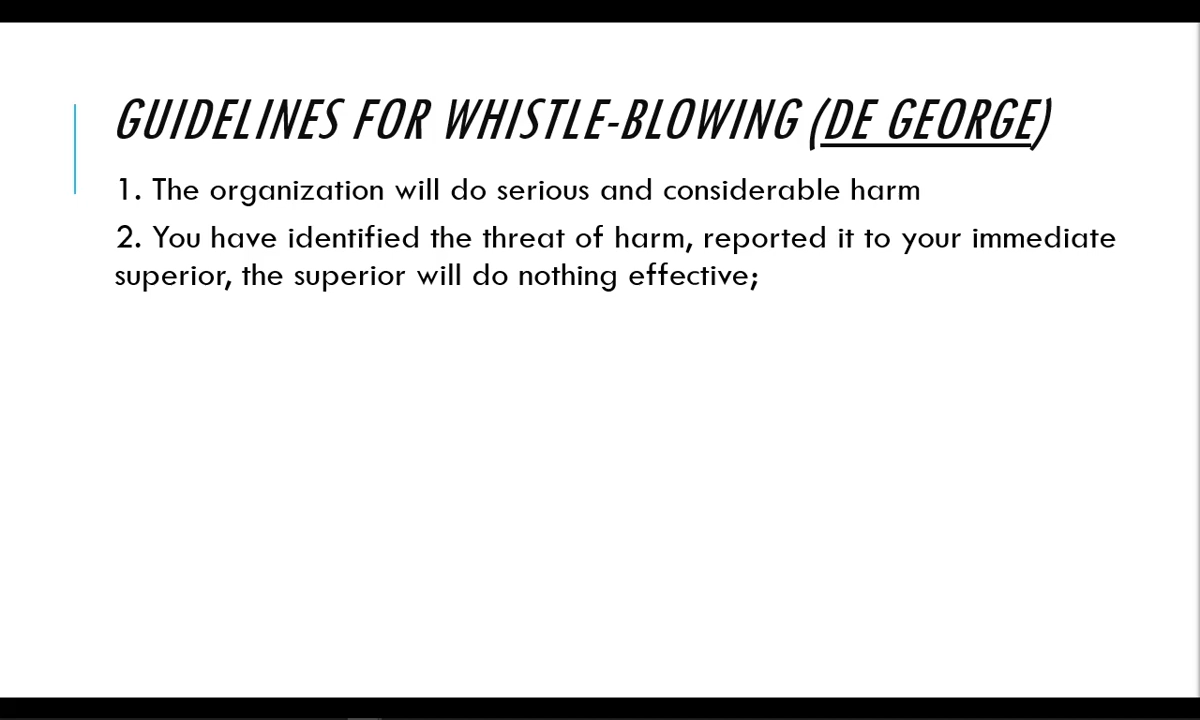 GUIDELINES FOR WHISTLE-BLOWING (DE GEORGE)
1. The organization will do serious and considerable harm
2. You have identified the threat of harm, reported it to your immediate
superior, the superior will do nothing effective;